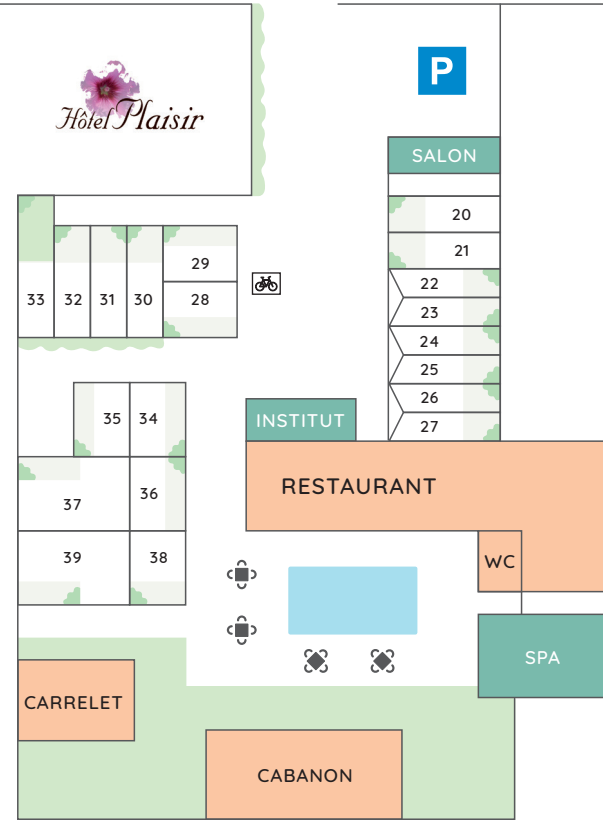 P
Hôtel Plaisir
SALON
20
21
22
23
24
25
26
27
29
28
33
32
31
30
35
34
36
37
39
38
INSTITUT
RESTAURANT
WC
SPA
CARRELET
CABANON